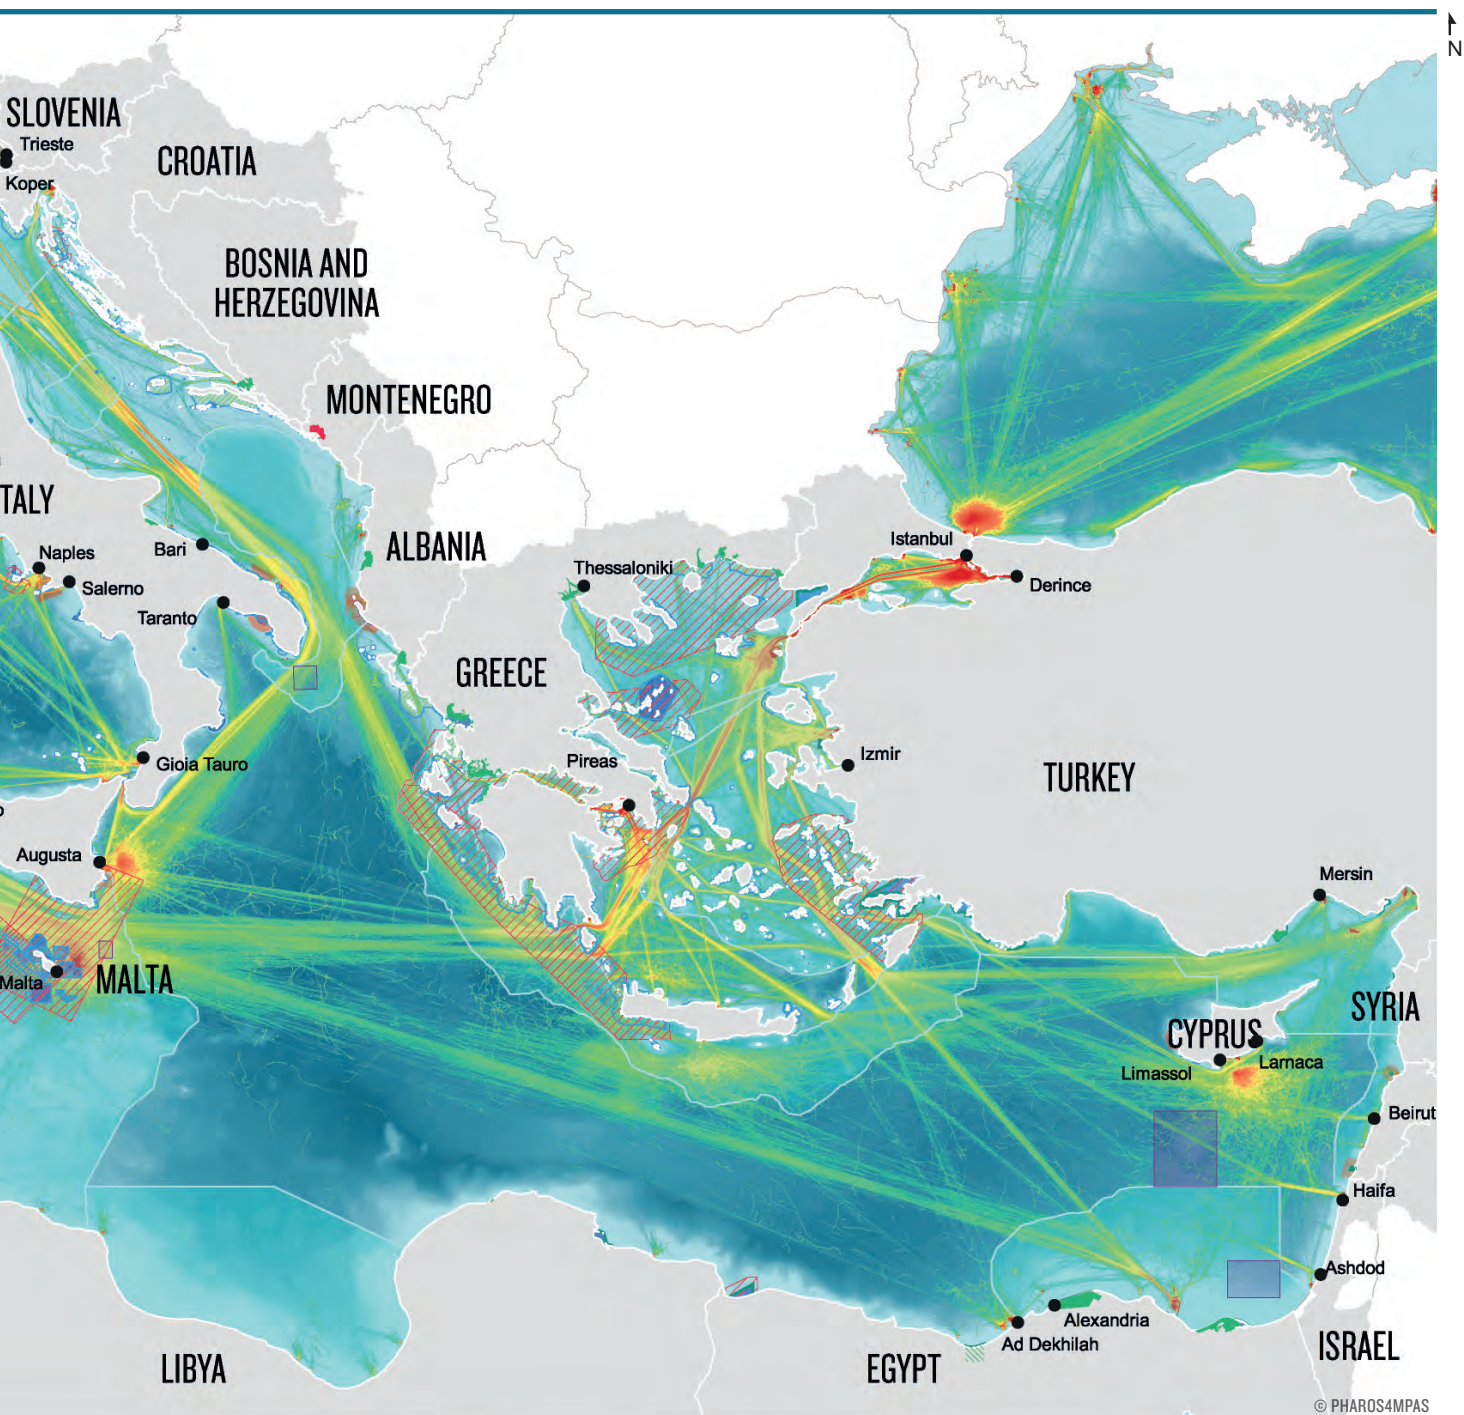 N
SLOVENIA
Trieste
Koper
CROATIA
BOSNIA AND
HERZEGOVINA
MONTENEGRO
TALY
Naples
Salerno
Bari
Taranto
ALBANIA
Thessaloniki
Istanbul
Derince
GREECE
Pireas
Izmir
TURKEY
Gioia Tauro
Augusta
Mersin
Malta
MALTA
SYRIA
CYPRUS
Larnaca
Limassol
Beirut
Haifa
Ashdod
Alexandria
Ad Dekhilah
LIBYA
EGYPT
ISRAEL
© PHAROS4MPAS